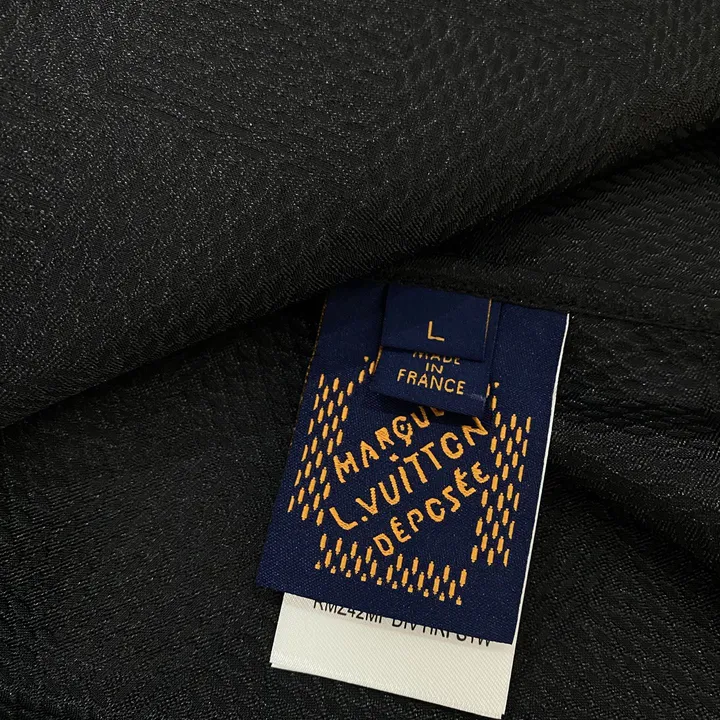 L
MADE
IN
FRANCE
MARQUE
L.VUITTON
DÉPOSÉE